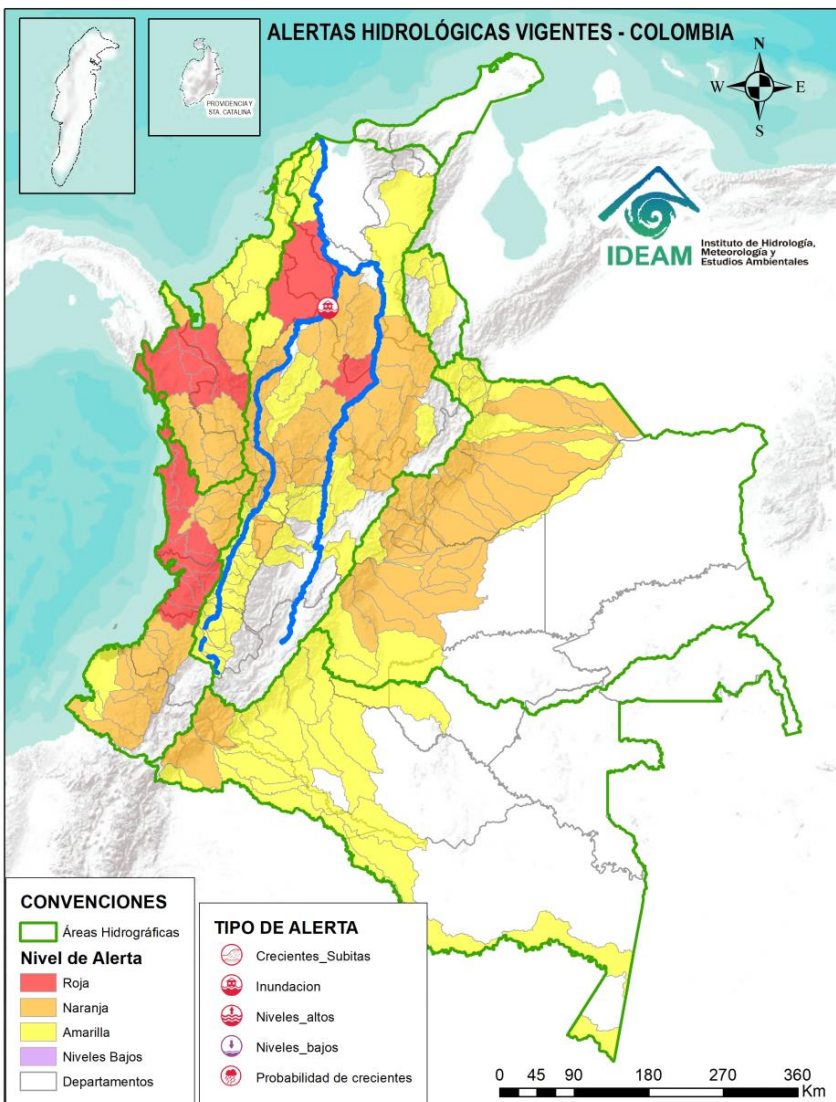 ALERTAS HIDROLÓGICAS VIGENTES - COLOMBIA
PROVIDENCIA Y
STA. CATALINA
N
W
E
S
IDEAM
Instituto de Hidrología,
Meteorología y
Estudios Ambientales
CONVENCIONES
Áreas Hidrográficas
Nivel de Alerta
Roja
Naranja
Amarilla
Niveles Bajos
Departamentos
TIPO DE ALERTA
Crecientes_Subitas
Inundacion
Niveles_altos
Niveles_bajos
Probabilidad de crecientes
0 45 90 180 270 360
Km